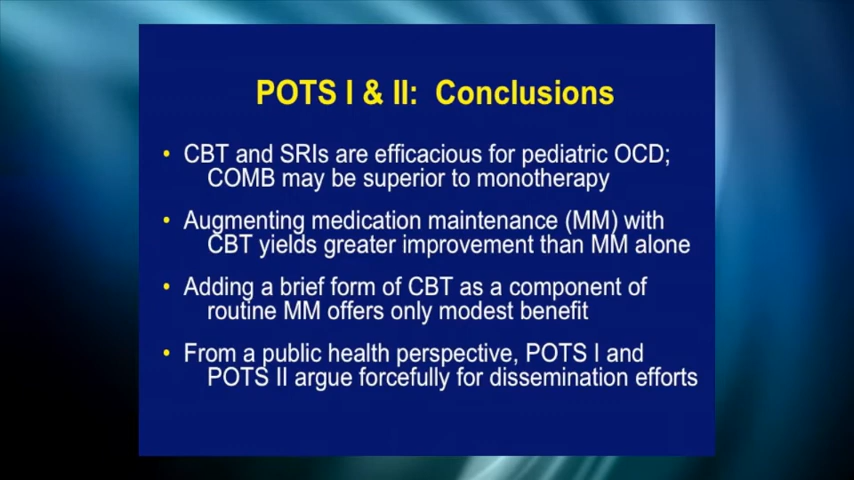 POTS I & II: Conclusions
• CBT and SRIs are efficacious for pediatric OCD;
COMB may be superior to monotherapy
• Augmenting medication maintenance (MM) with
CBT yields greater improvement than MM alone
• Adding a brief form of CBT as a component of
routine MM offers only modest benefit
• From a public health perspective, POTS I and
POTS II argue forcefully for dissemination efforts